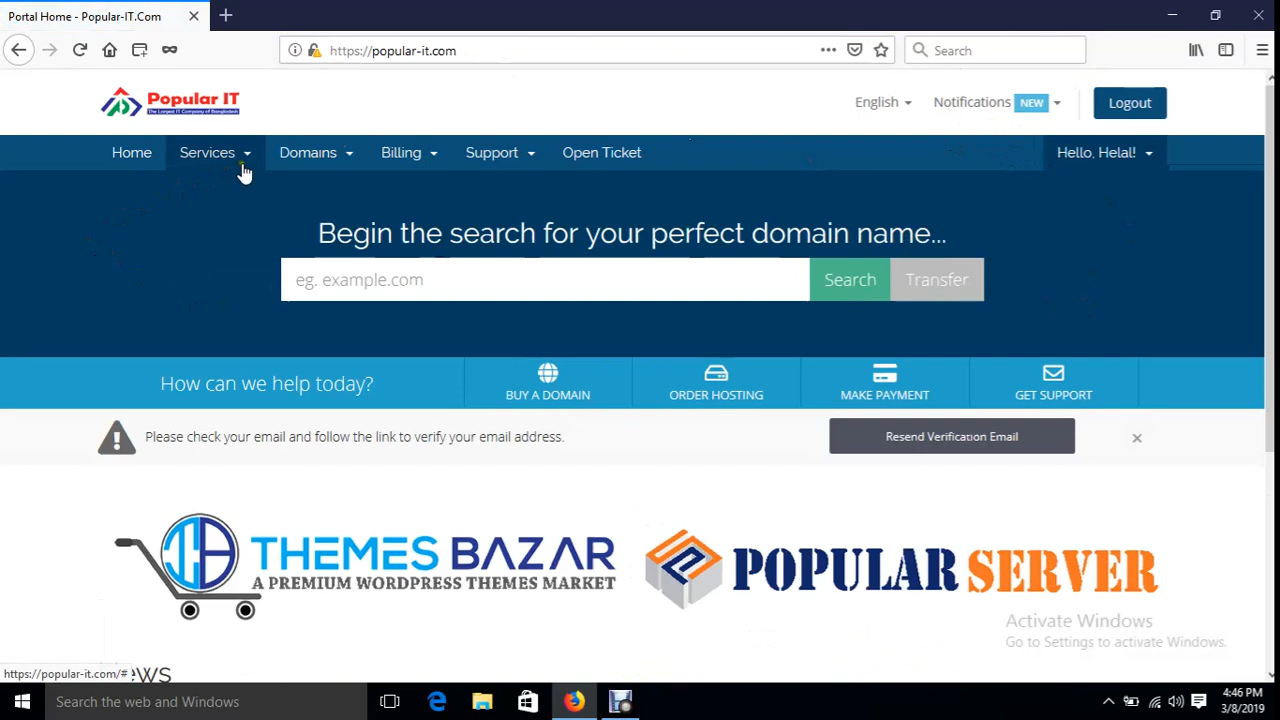 Portal Home - Popular-IT.Com
https://popular-it.com
Search
Popular IT
The Largest IT Company of Bangladesh
English
Notifications NEW
Logout
Home Services Domains Billing Support Open Ticket Hello, Helal!
Begin the search for your perfect domain name...
eg. example.com Search Transfer
How can we help today? BUY A DOMAIN ORDER HOSTING MAKE PAYMENT GET SUPPORT
Please check your email and follow the link to verify your email address. Resend Verification Email
THEMES BAZAR
A PREMIUM WORDPRESS THEMES MARKET
POPULAR SERVER
Activate Windows
Go to Settings to activate Windows.
https://popular-it.com/#
Search the web and Windows
4:46 PM
3/8/2019